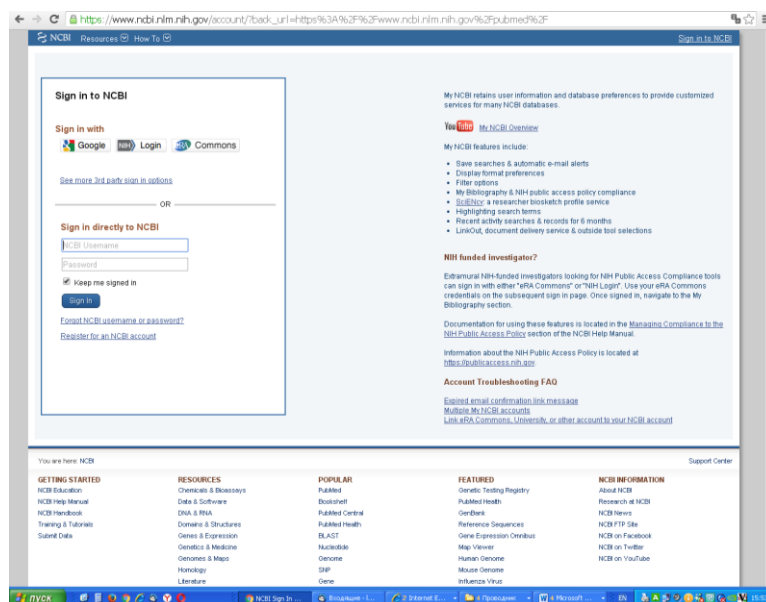 https://www.ncbi.nlm.nih.gov/account/?back_url=https%3A%2F%2Fwww.ncbi.nlm.nih.gov%2Fpubmed%2F
NCBI Resources How To Sign in to NCBI
Sign in to NCBI
Sign in with
Google NIH Login eRA Commons
See more 3rd party sign in options
OR
Sign in directly to NCBI
NCBI Username
Password
Keep me signed in
Sign In
Forgot NCBI username or password?
Register for an NCBI account
My NCBI retains user information and database preferences to provide customized
services for many NCBI databases.
YouTube My NCBI Overview
My NCBI features include:
Save searches & automatic e-mail alerts
Display format preferences
Filter options
My Bibliography & NIH public access policy compliance
SciENcv: a researcher biosketch profile service
Highlighting search terms
Recent activity searches & records for 6 months
LinkOut, document delivery service & outside tool selections
NIH funded investigator?
Extramural NIH-funded investigators looking for NIH Public Access Compliance tools
can sign in with either "eRA Commons" or "NIH Login". Use your eRA Commons
credentials on the subsequent sign in page. Once signed in, navigate to the My
Bibliography section.
Documentation for using these features is located in the Managing Compliance to the
NIH Public Access Policy section of the NCBI Help Manual.
Information about the NIH Public Access Policy is located at
https://publicaccess.nih.gov.
Account Troubleshooting FAQ
Expired email confirmation link message
Multiple My NCBI accounts
Link eRA Commons, University, or other account to your NCBI account
You are here: NCBI Support Center
GETTING STARTED
NCBI Education
NCBI Help Manual
NCBI Handbook
Training & Tutorials
Submit Data
RESOURCES
Chemicals & Bioassays
Data & Software
DNA & RNA
Domains & Structures
Genes & Expression
Genetics & Medicine
Genomes & Maps
Homology
Literature
POPULAR
PubMed
Bookshelf
PubMed Central
PubMed Health
BLAST
Nucleotide
Genome
SNP
Gene
FEATURED
Genetic Testing Registry
PubMed Health
GenBank
Reference Sequences
Gene Expression Omnibus
Map Viewer
Human Genome
Mouse Genome
Influenza Virus
NCBI INFORMATION
About NCBI
Research at NCBI
NCBI News
NCBI FTP Site
NCBI on Facebook
NCBI on Twitter
NCBI on YouTube
пуск NCBI Sign In ... Входящие - ... 2 Internet E... 4 Проводник 4 Microsoft ... EN